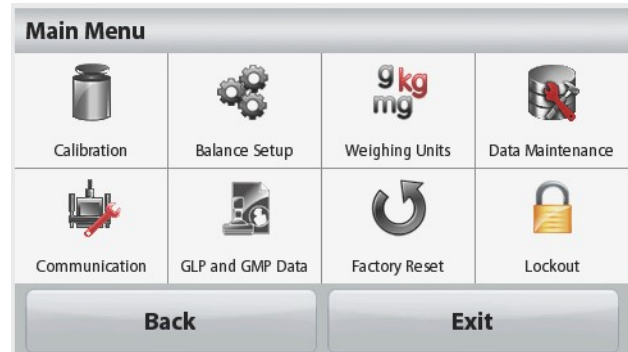 Main Menu
g kg
mg
Calibration
Balance Setup
Weighing Units
Data Maintenance
Communication
GLP and GMP Data
Factory Reset
Lockout
Back
Exit